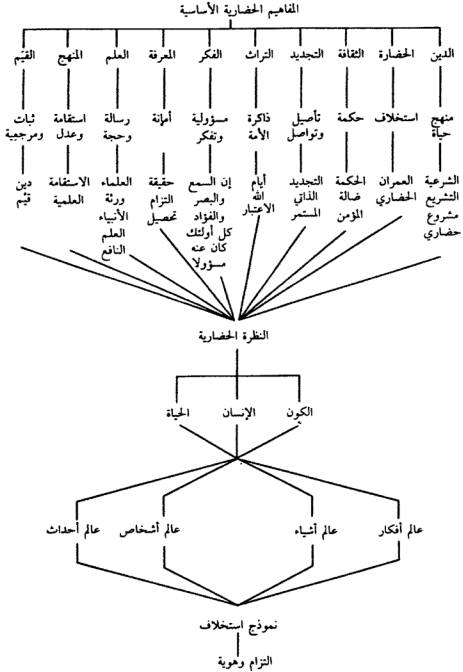 المفاهيم الحضارية الأساسية
الدين الحضارة الثقافة التجديد التراث الفكر المعرفة العلم المنهج القيّم
منهج استخلاف حكمة تأصيل ذاكرة مسؤولية أمانة رسالة استقامة ثبات
حياة وتواصل الأمة وتفكر وحجة وعدل ومرجعية
الشرعية العمران الحكمة التجديد أيام إن السمع حقيقة العلماء الاستقامة دين
التشريع الحضاري ضالة الذاتي الله والبصر التزام ورثة العلمية قيّم
مشروع المؤمن المستمر الاعتبار والفؤاد تحصيل الأنبياء
حضاري كل أولئك العلم
كان عنه النافع
مسؤولا
النظرة الحضارية
الكون الإنسان الحياة
عالم أفكار عالم أشياء عالم أشخاص عالم أحداث
نموذج استخلاف
التزام وهوية